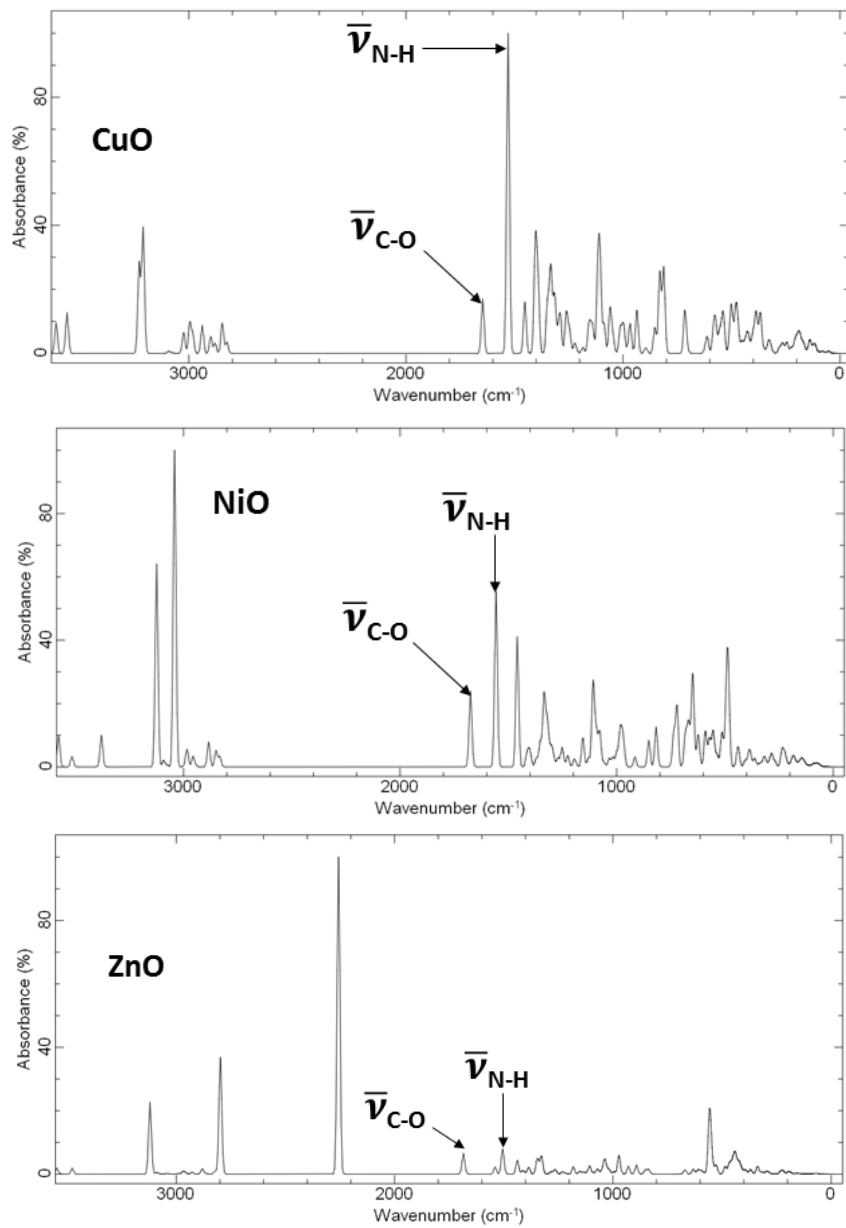 ν̅N-H
80
CuO
Absorbance (%)
40
ν̅C-O
0
3000 2000 1000 0
Wavenumber (cm-1)
NiO
80
ν̅N-H
Absorbance (%)
40
ν̅C-O
0
3000 2000 1000 0
Wavenumber (cm-1)
80
ZnO
Absorbance (%)
40
ν̅N-H
ν̅C-O
0
3000 2000 1000 0
Wavenumber (cm-1)